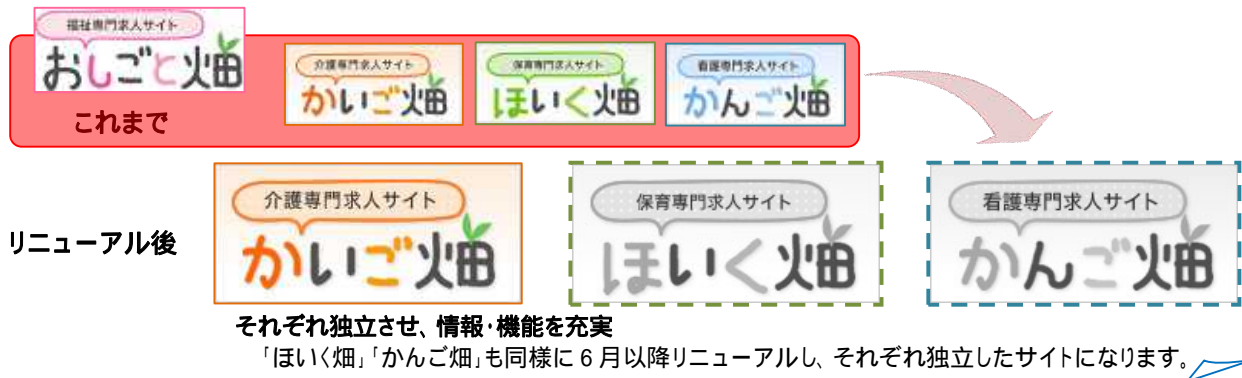 福祉専門求人サイト
おしごと畑
これまで
介護専門求人サイト
かいご畑
保育専門求人サイト
ほいく畑
看護専門求人サイト
かんご畑
リニューアル後
介護専門求人サイト
かいご畑
保育専門求人サイト
ほいく畑
看護専門求人サイト
かんご畑
それぞれ独立させ、情報・機能を充実
「ほいく畑」「かんご畑」も同様に6月以降リニューアルし、それぞれ独立したサイトになります。